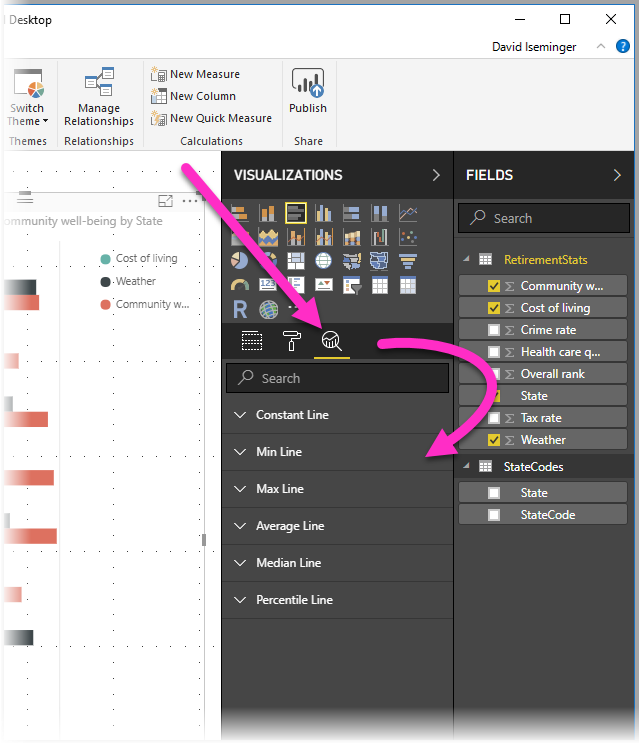 Desktop
David Iseminger
?
Switch
Theme
Manage
Relationships
New Measure
New Column
New Quick Measure
Publish
Themes
Relationships
Calculations
Share
VISUALIZATIONS
FIELDS
Search
ommunity well-being by State
Cost of living
Weather
Community w...
123
R
RetirementStats
Σ Community w...
Σ Cost of living
Σ Crime rate
Σ Health care q...
Σ Overall rank
State
Σ Tax rate
Σ Weather
StateCodes
State
StateCode
Search
Constant Line
Min Line
Max Line
Average Line
Median Line
Percentile Line